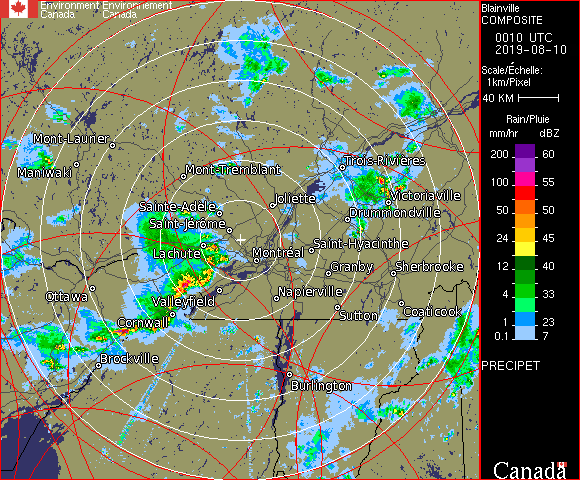 Environment Environnement
Canada Canada
Blainville
COMPOSITE
0010 UTC
2019-08-10
Scale/Échelle:
1km/Pixel
40 KM
Rain/Pluie
mm/hr dBZ
200 60
100 55
50 50
24 45
12 40
4 33
1 23
0.1 7
PRECIPET
Canada
Mont-Laurier
Maniwaki
Mont-Tremblant
Trois-Rivières
Victoriaville
Sainte-Adèle
Joliette
Drummondville
Saint-Jérôme
Saint-Hyacinthe
Lachute
Montréal
Granby
Sherbrooke
Ottawa
Valleyfield
Napierville
Coaticook
Cornwall
Sutton
Brockville
Burlington